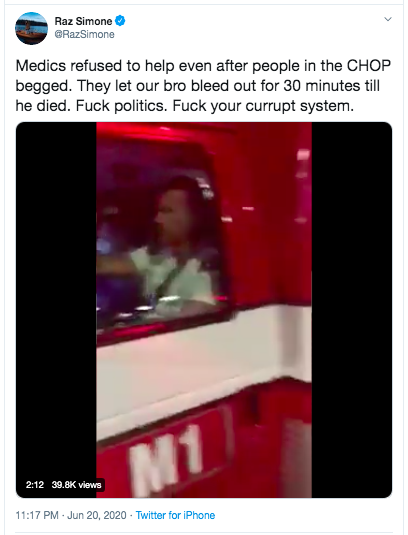 Raz Simone
@RazSimone
Medics refused to help even after people in the CHOP
begged. They let our bro bleed out for 30 minutes till
he died. Fuck politics. Fuck your currupt system.
M1
2:12 39.8K views
11:17 PM · Jun 20, 2020 · Twitter for iPhone